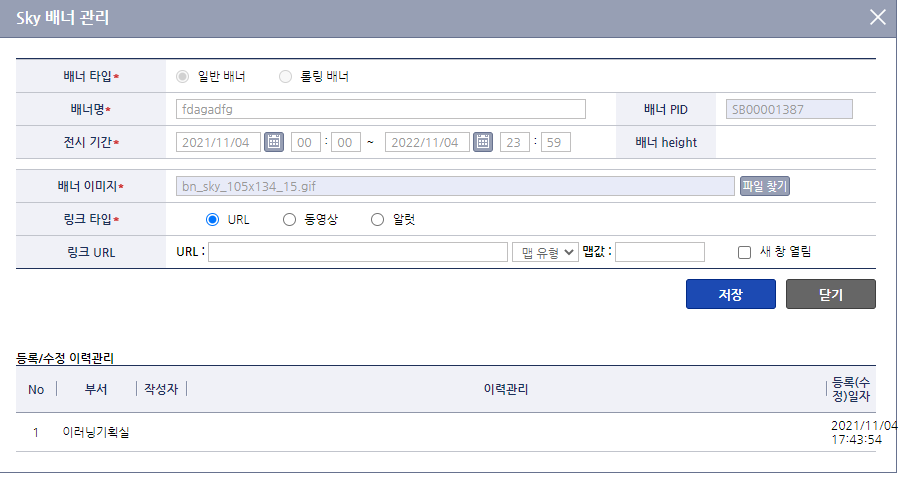 Sky 배너 관리
배너 타입* 일반 배너 롤링 배너
배너명* fdagadfg 배너 PID SB00001387
전시 기간* 2021/11/04 00 : 00 ~ 2022/11/04 23 : 59 배너 height
배너 이미지* bn_sky_105x134_15.gif 파일 찾기
링크 타입* URL 동영상 알럿
링크 URL URL : 맵 유형 맵값 : 새 창 열림
저장 닫기
등록/수정 이력관리
No 부서 작성자 이력관리 등록(수
정)일자
1 이러닝기획실 2021/11/04
17:43:54